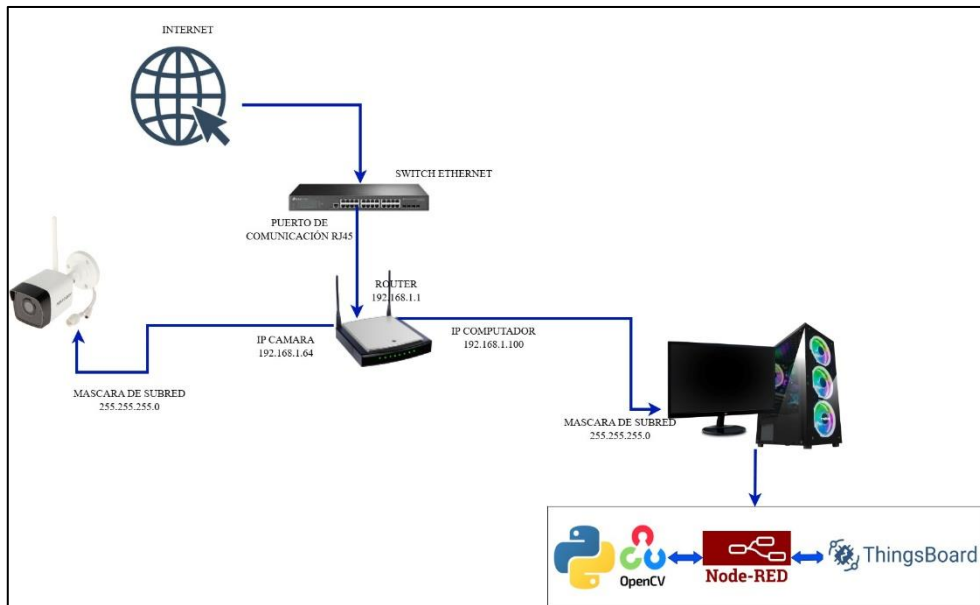 INTERNET
SWITCH ETHERNET
PUERTO DE
COMUNICACIÓN RJ45
ROUTER
192.168.1.1
IP CAMARA
192.168.1.64
IP COMPUTADOR
192.168.1.100
MASCARA DE SUBRED
255.255.255.0
MASCARA DE SUBRED
255.255.255.0
OpenCV
Node-RED
ThingsBoard